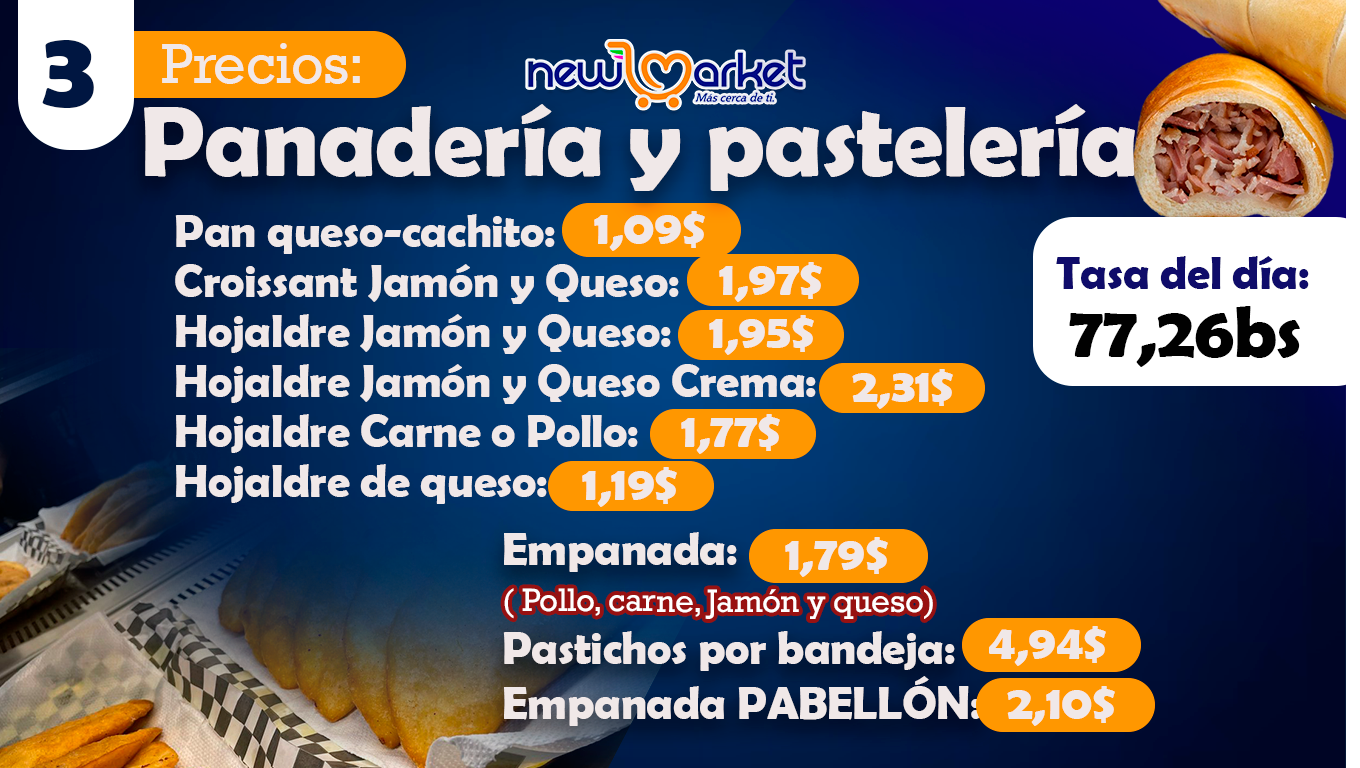 3
Precios:
new market
Más cerca de ti.
Panadería y pastelería
Pan queso-cachito: 1,09$
Croissant Jamón y Queso: 1,97$
Hojaldre Jamón y Queso: 1,95$
Hojaldre Jamón y Queso Crema: 2,31$
Hojaldre Carne o Pollo: 1,77$
Hojaldre de queso: 1,19$
Tasa del día:
77,26bs
Empanada: 1,79$
( Pollo, carne, Jamón y queso)
Pastichos por bandeja: 4,94$
Empanada PABELLÓN: 2,10$